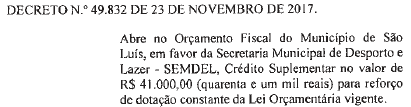 DECRETO N.º 49.832 DE 23 DE NOVEMBRO DE 2017.
Abre no Orçamento Fiscal do Município de São
Luís, em favor da Secretaria Municipal de Desporto e
Lazer - SEMDEL, Crédito Suplementar no valor de
R$ 41.000,00 (quarenta e um mil reais) para reforço
de dotação constante da Lei Orçamentária vigente.